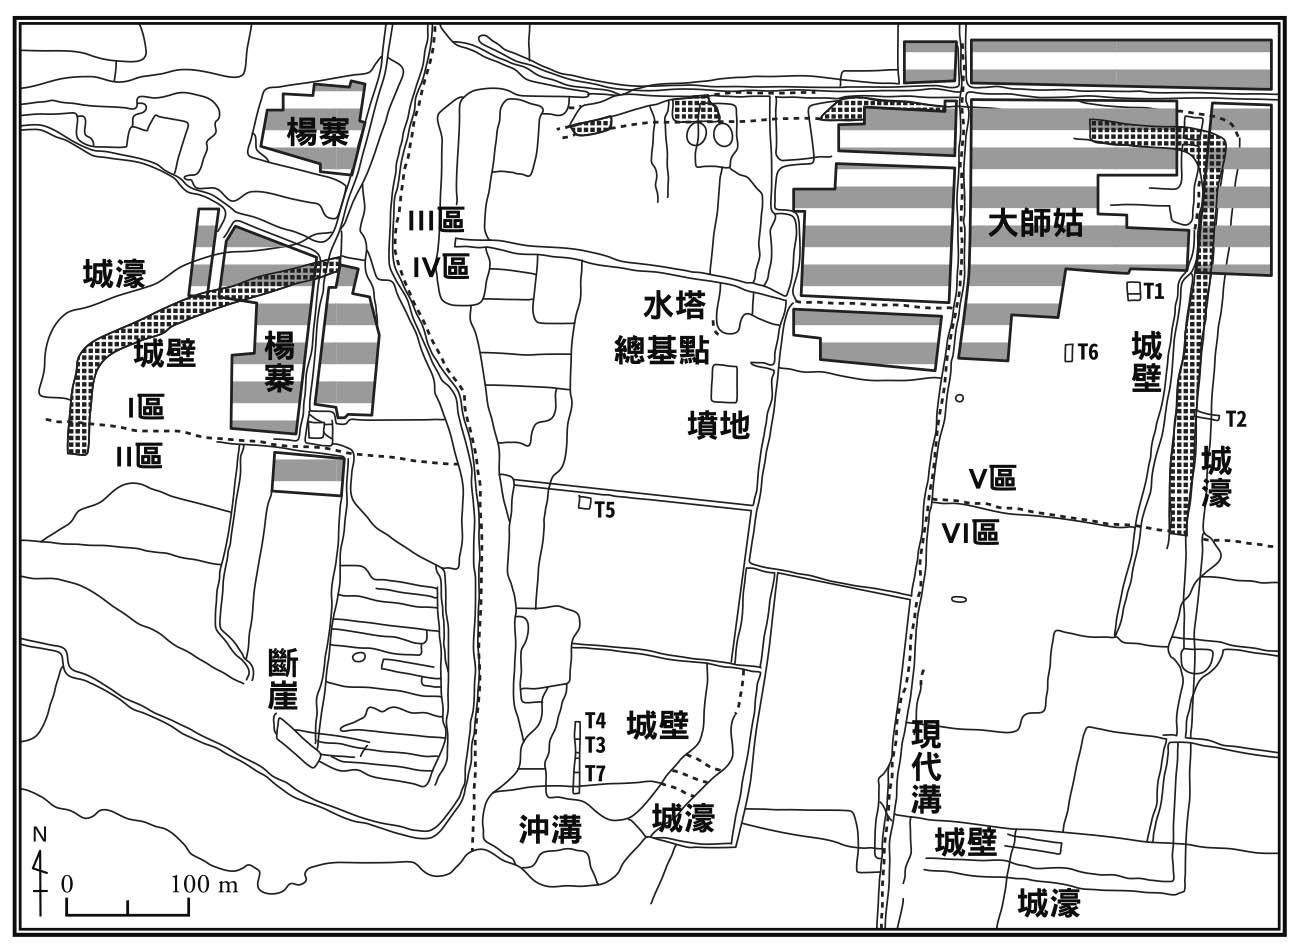 楊寨
III區
IV區
大師姑
城濠
水塔
總基點
T1
城壁
楊寨
T6
城壁
墳地
I區
II區
T2
城濠
V區
VI區
T5
斷崖
T4
T3
T7
城壁
城濠
沖溝
現代溝
城壁
城濠
N
0 100 m